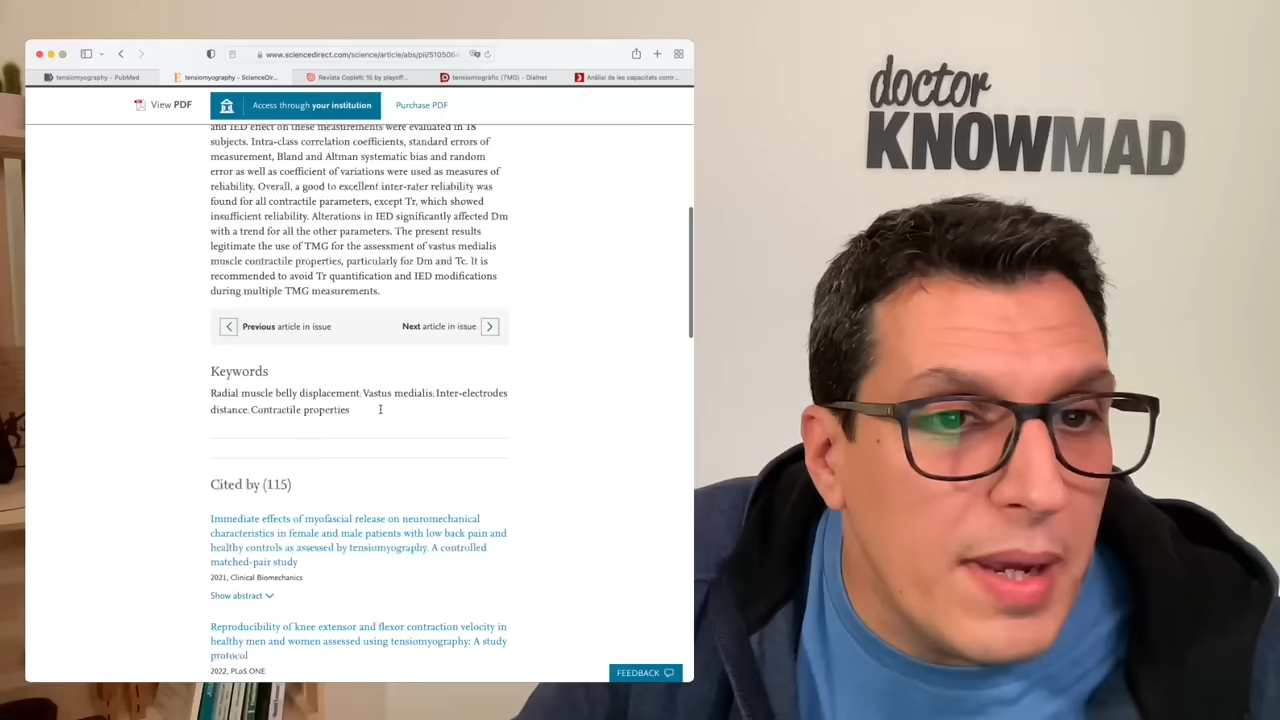 www.sciencedirect.com/science/article/abs/pii/S105064
tensiomyography - PubMed
tensiomyography - ScienceDir...
Revista Coplefc 15 by playoff...
tensiomiogràfic (TMG) - Dialnet
Anàlisi de les capacitats contr...
View PDF
Access through your institution
Purchase PDF
and IED effect on these measurements were evaluated in 18
subjects. Intra-class correlation coefficients, standard errors of
measurement, Bland and Altman systematic bias and random
error as well as coefficient of variations were used as measures of
reliability. Overall, a good to excellent inter-rater reliability was
found for all contractile parameters, except Tr, which showed
insufficient reliability. Alterations in IED significantly affected Dm
with a trend for all the other parameters. The present results
legitimate the use of TMG for the assessment of vastus medialis
muscle contractile properties, particularly for Dm and Tc. It is
recommended to avoid Tr quantification and IED modifications
during multiple TMG measurements.
Previous article in issue
Next article in issue
Keywords
Radial muscle belly displacement; Vastus medialis; Inter-electrodes
distance; Contractile properties
Cited by (115)
Immediate effects of myofascial release on neuromechanical
characteristics in female and male patients with low back pain and
healthy controls as assessed by tensiomyography. A controlled
matched-pair study
2021, Clinical Biomechanics
Show abstract
Reproducibility of knee extensor and flexor contraction velocity in
healthy men and women assessed using tensiomyography: A study
protocol
2022, PLoS ONE
FEEDBACK
doctor
KNOWMAD